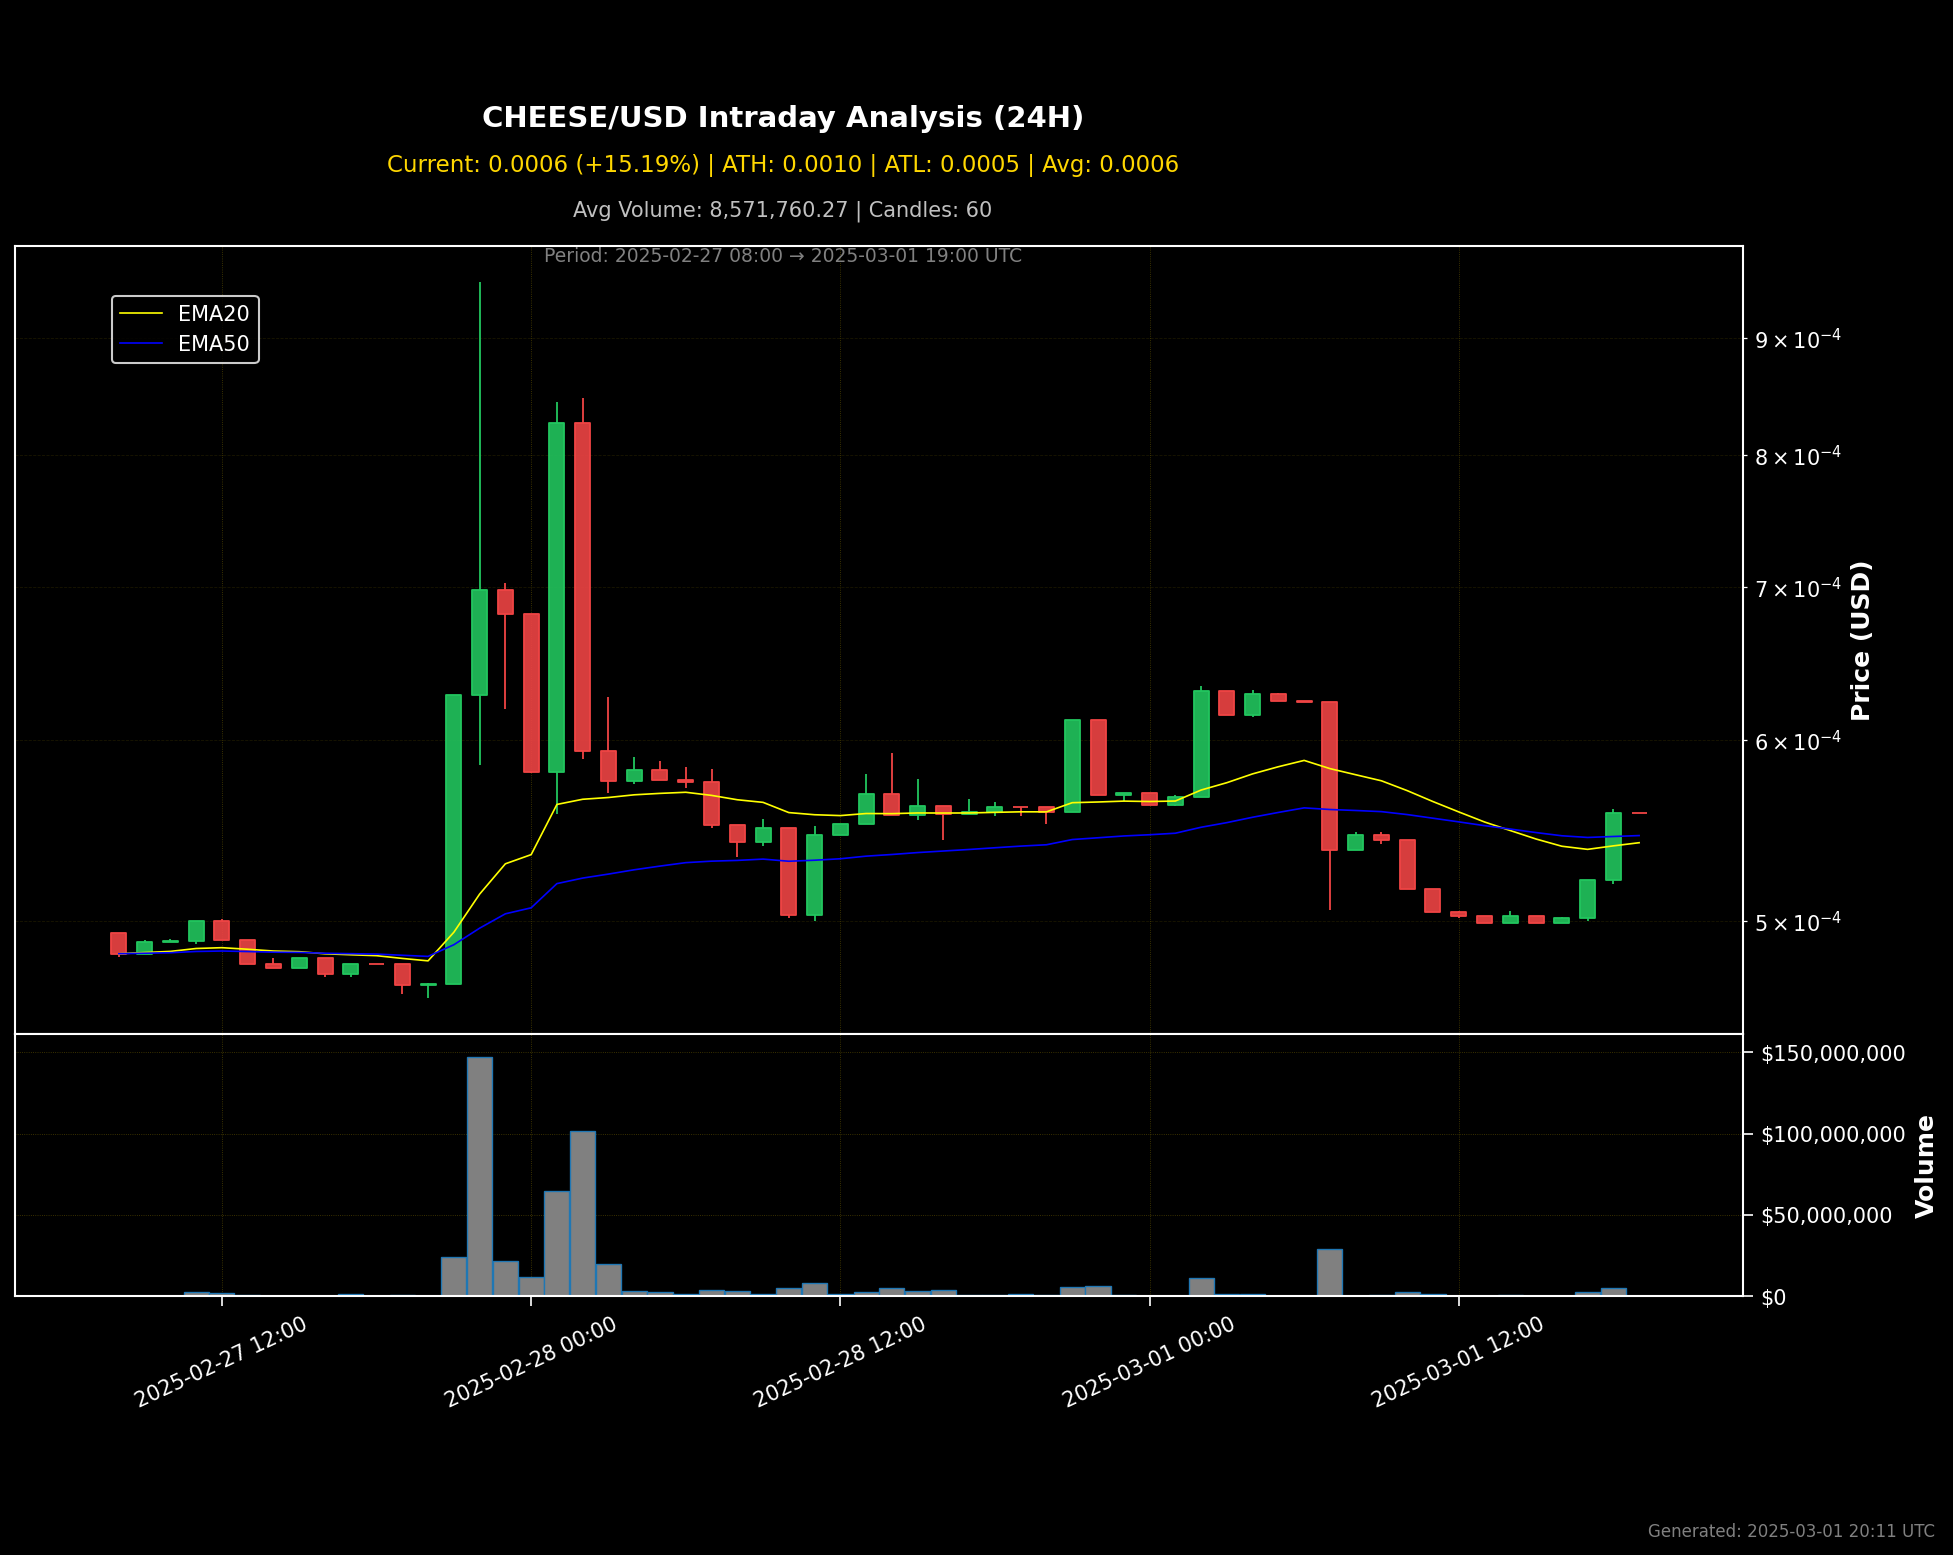 CHEESE/USD Intraday Analysis (24H)
Current: 0.0006 (+15.19%) | ATH: 0.0010 | ATL: 0.0005 | Avg: 0.0006
Avg Volume: 8,571,760.27 | Candles: 60
Period: 2025-02-27 08:00 → 2025-03-01 19:00 UTC
EMA20
EMA50
9 × 10⁻⁴
8 × 10⁻⁴
7 × 10⁻⁴
6 × 10⁻⁴
5 × 10⁻⁴
Price (USD)
$150,000,000
$100,000,000
$50,000,000
$0
Volume
2025-02-27 12:00
2025-02-28 00:00
2025-02-28 12:00
2025-03-01 00:00
2025-03-01 12:00
Generated: 2025-03-01 20:11 UTC